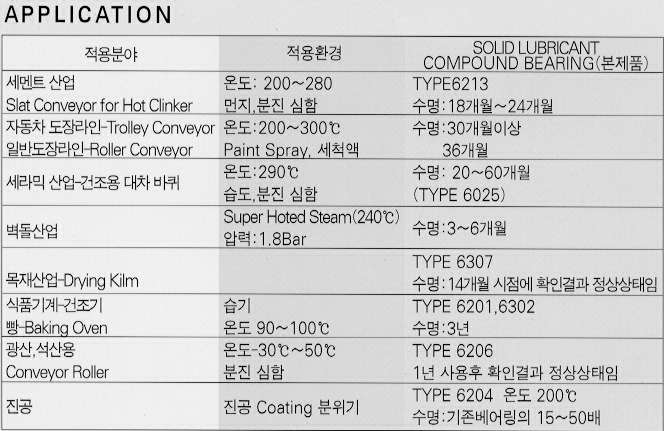 APPLICATION
적용분야 적용환경 SOLID LUBRICANT
COMPOUND BEARING(본제품)
세멘트 산업 온도: 200~280 TYPE6213
Slat Conveyor for Hot Clinker 먼지,분진 심함 수명:18개월~24개월
자동차 도장라인-Trolley Conveyor 온도:200~300℃ 수명:30개월이상
일반도장라인-Roller Conveyor Paint Spray, 세척액 36개월
세라믹 산업-건조용 대차 바퀴 온도:290℃ 수명: 20~60개월
습도,분진 심함 (TYPE 6025)
벽돌산업 Super Hoted Steam(240℃) 수명:3~6개월
압력:1.8Bar
TYPE 6307
목재산업-Drying Kilm 수명:14개월 시점에 확인결과 정상상태임
식품기계-건조기 습기 TYPE 6201,6302
빵-Baking Oven 온도 90~100℃ 수명:3년
광산,석산용 온도-30℃~50℃ TYPE 6206
Conveyor Roller 분진 심함 1년 사용후 확인결과 정상상태임
진공 진공 Coating 분위기 TYPE 6204 온도 200℃
수명:기존베어링의 15~50배